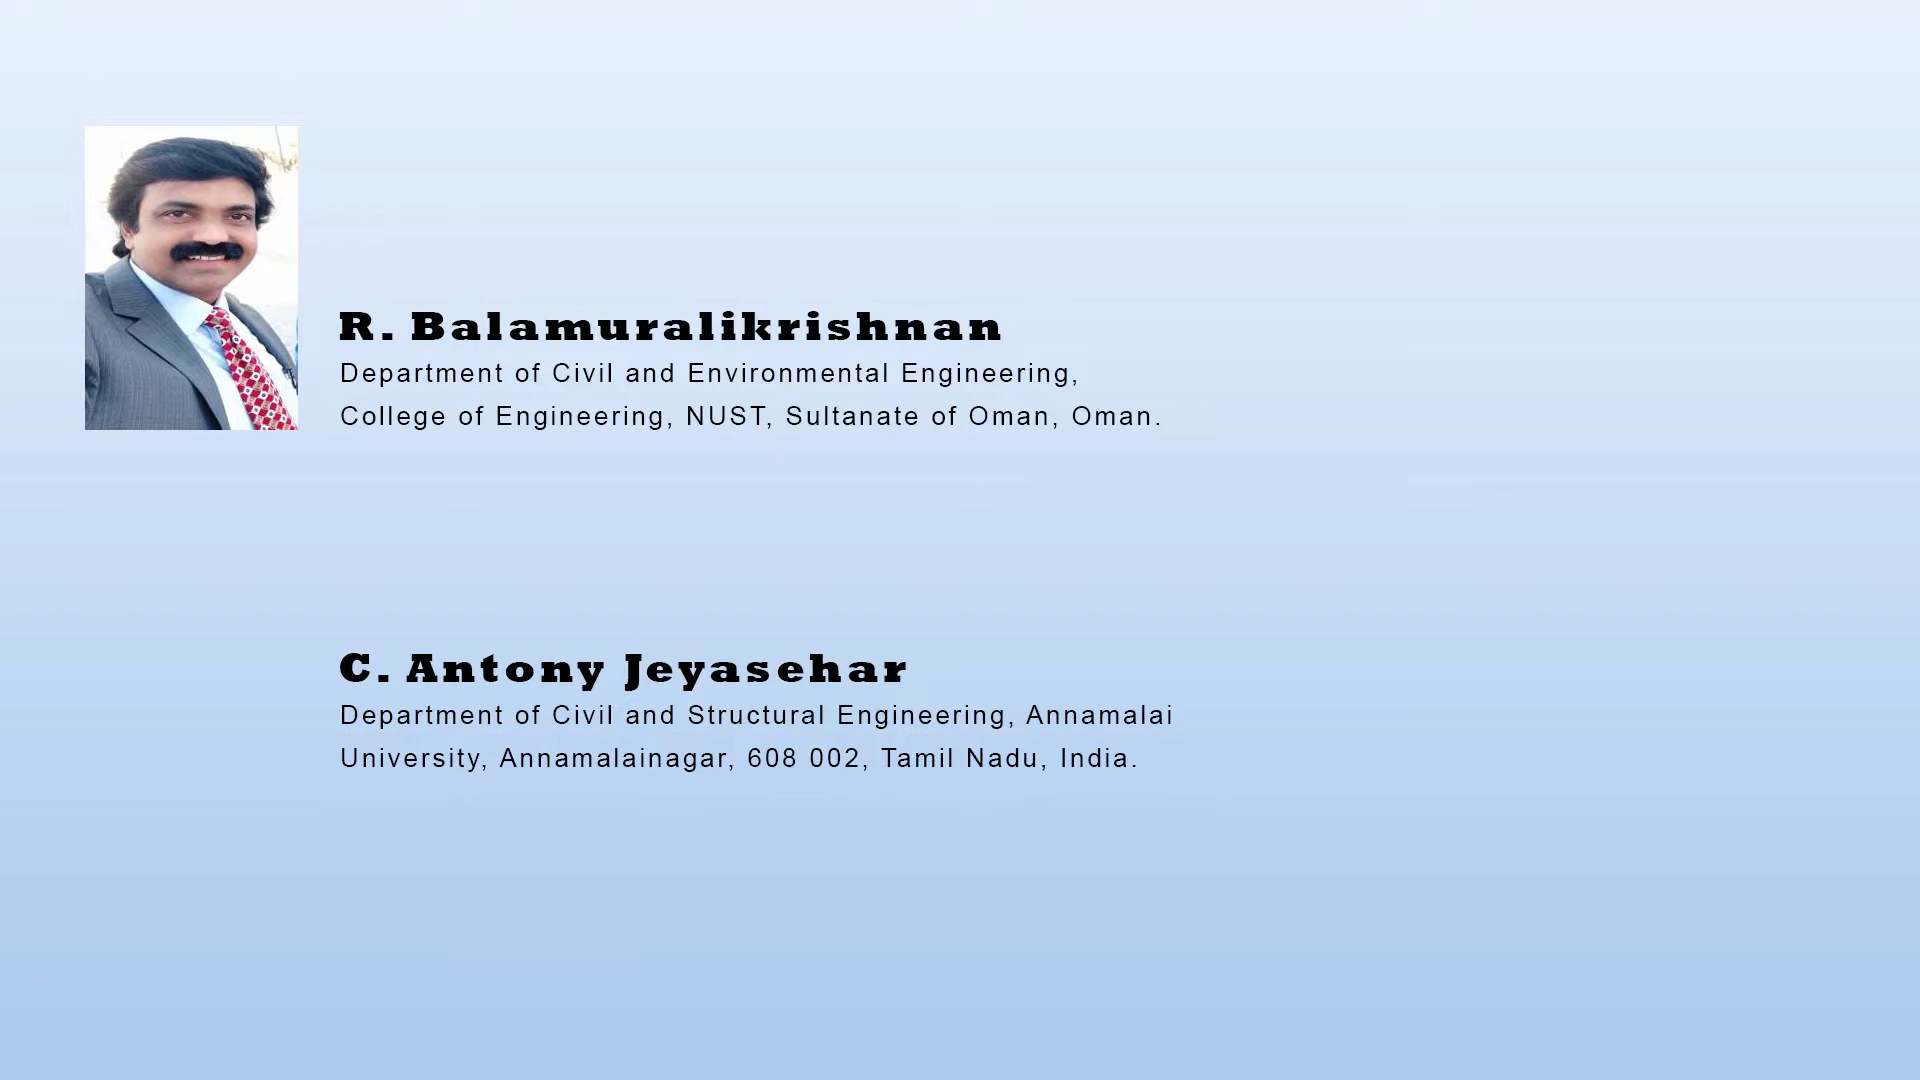 R. Balamuralikrishnan
Department of Civil and Environmental Engineering,
College of Engineering, NUST, Sultanate of Oman, Oman.
C. Antony Jeyasehar
Department of Civil and Structural Engineering, Annamalai
University, Annamalainagar, 608 002, Tamil Nadu, India.